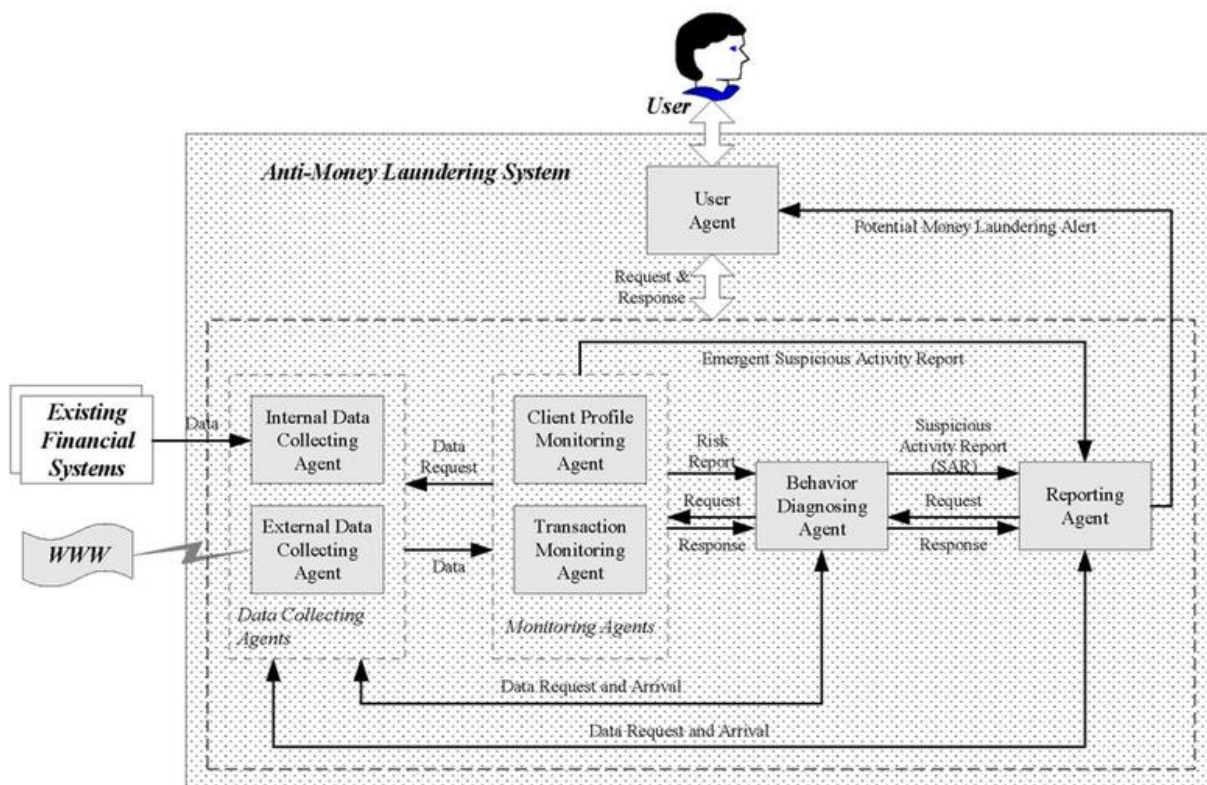 User
Anti-Money Laundering System
User
Agent
Potential Money Laundering Alert
Request &
Response
Emergent Suspicious Activity Report
Existing
Financial
Systems
Data
Internal Data
Collecting
Agent
Data
Request
Client Profile
Monitoring
Agent
Risk
Report
Suspicious
Activity Report
(SAR)
Behavior
Diagnosing
Agent
Request
Response
Request
Response
Reporting
Agent
WWW
External Data
Collecting
Agent
Data
Transaction
Monitoring
Agent
Data Collecting
Agents
Monitoring Agents
Data Request and Arrival
Data Request and Arrival